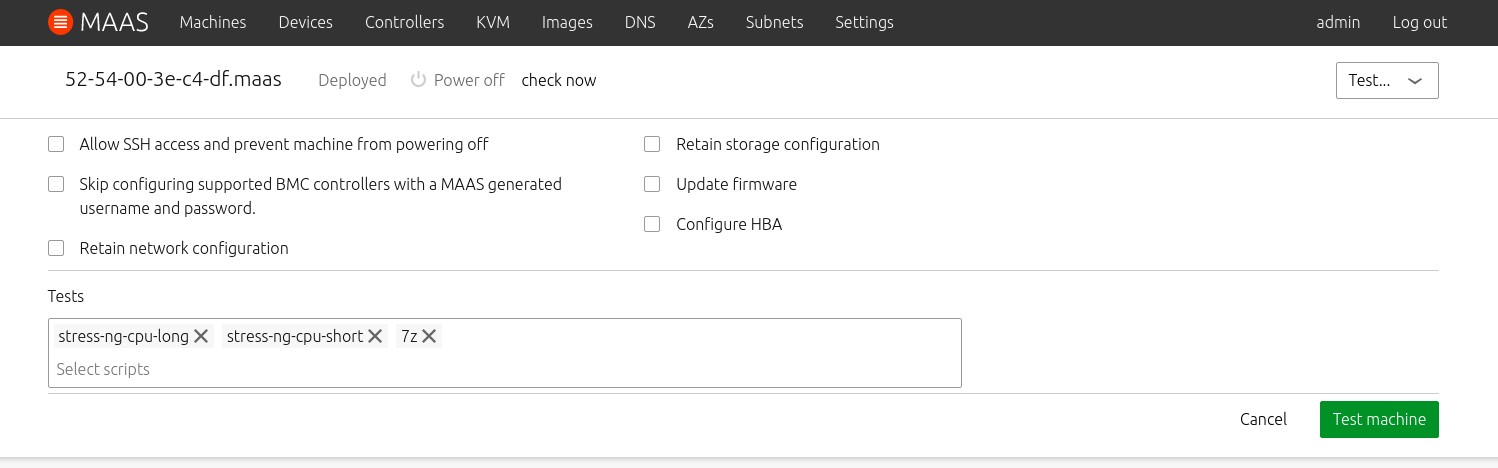 MAAS Machines Devices Controllers KVM Images DNS AZs Subnets Settings admin Log out
52-54-00-3e-c4-df.maas Deployed Power off check now Test...
Allow SSH access and prevent machine from powering off
Skip configuring supported BMC controllers with a MAAS generated
username and password.
Retain network configuration
Retain storage configuration
Update firmware
Configure HBA
Tests
stress-ng-cpu-long stress-ng-cpu-short 7z
Select scripts
Cancel Test machine